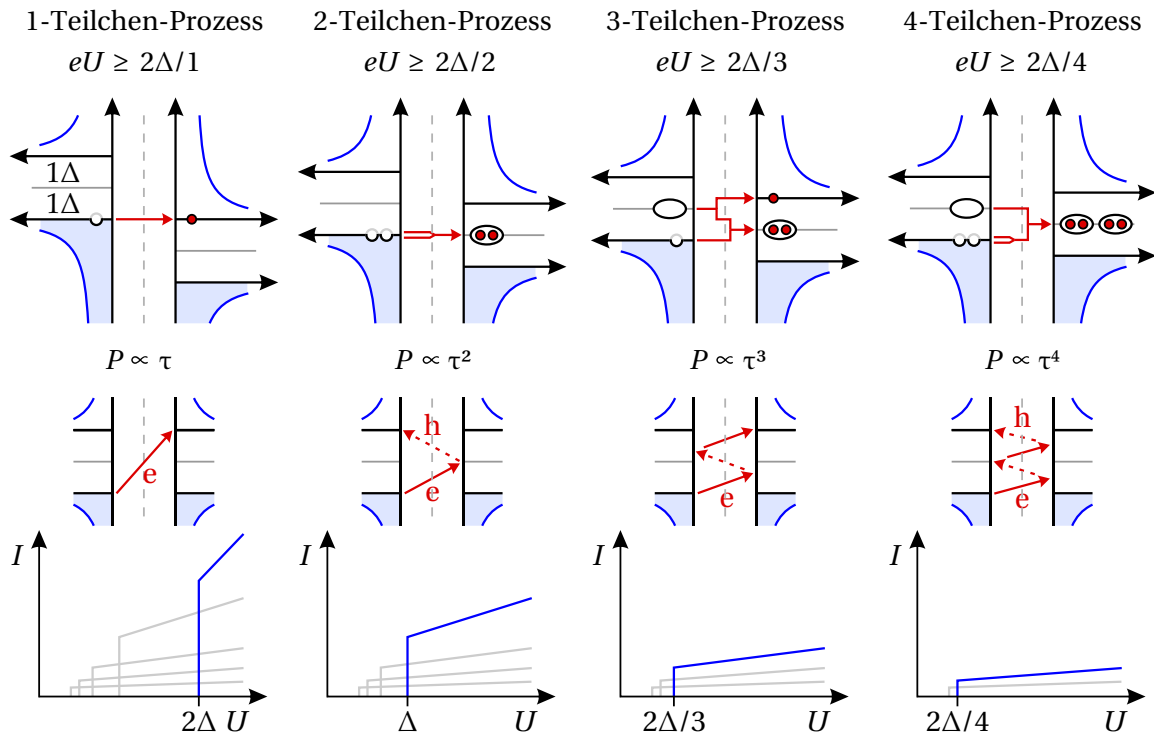 1-Teilchen-Prozess
2-Teilchen-Prozess
3-Teilchen-Prozess
4-Teilchen-Prozess
eU ≥ 2Δ/1
eU ≥ 2Δ/2
eU ≥ 2Δ/3
eU ≥ 2Δ/4
1Δ
1Δ
P ∝ τ
P ∝ τ²
P ∝ τ³
P ∝ τ⁴
e
h
e
e
h
e
I
I
I
I
2Δ
U
Δ
U
2Δ/3
U
2Δ/4
U